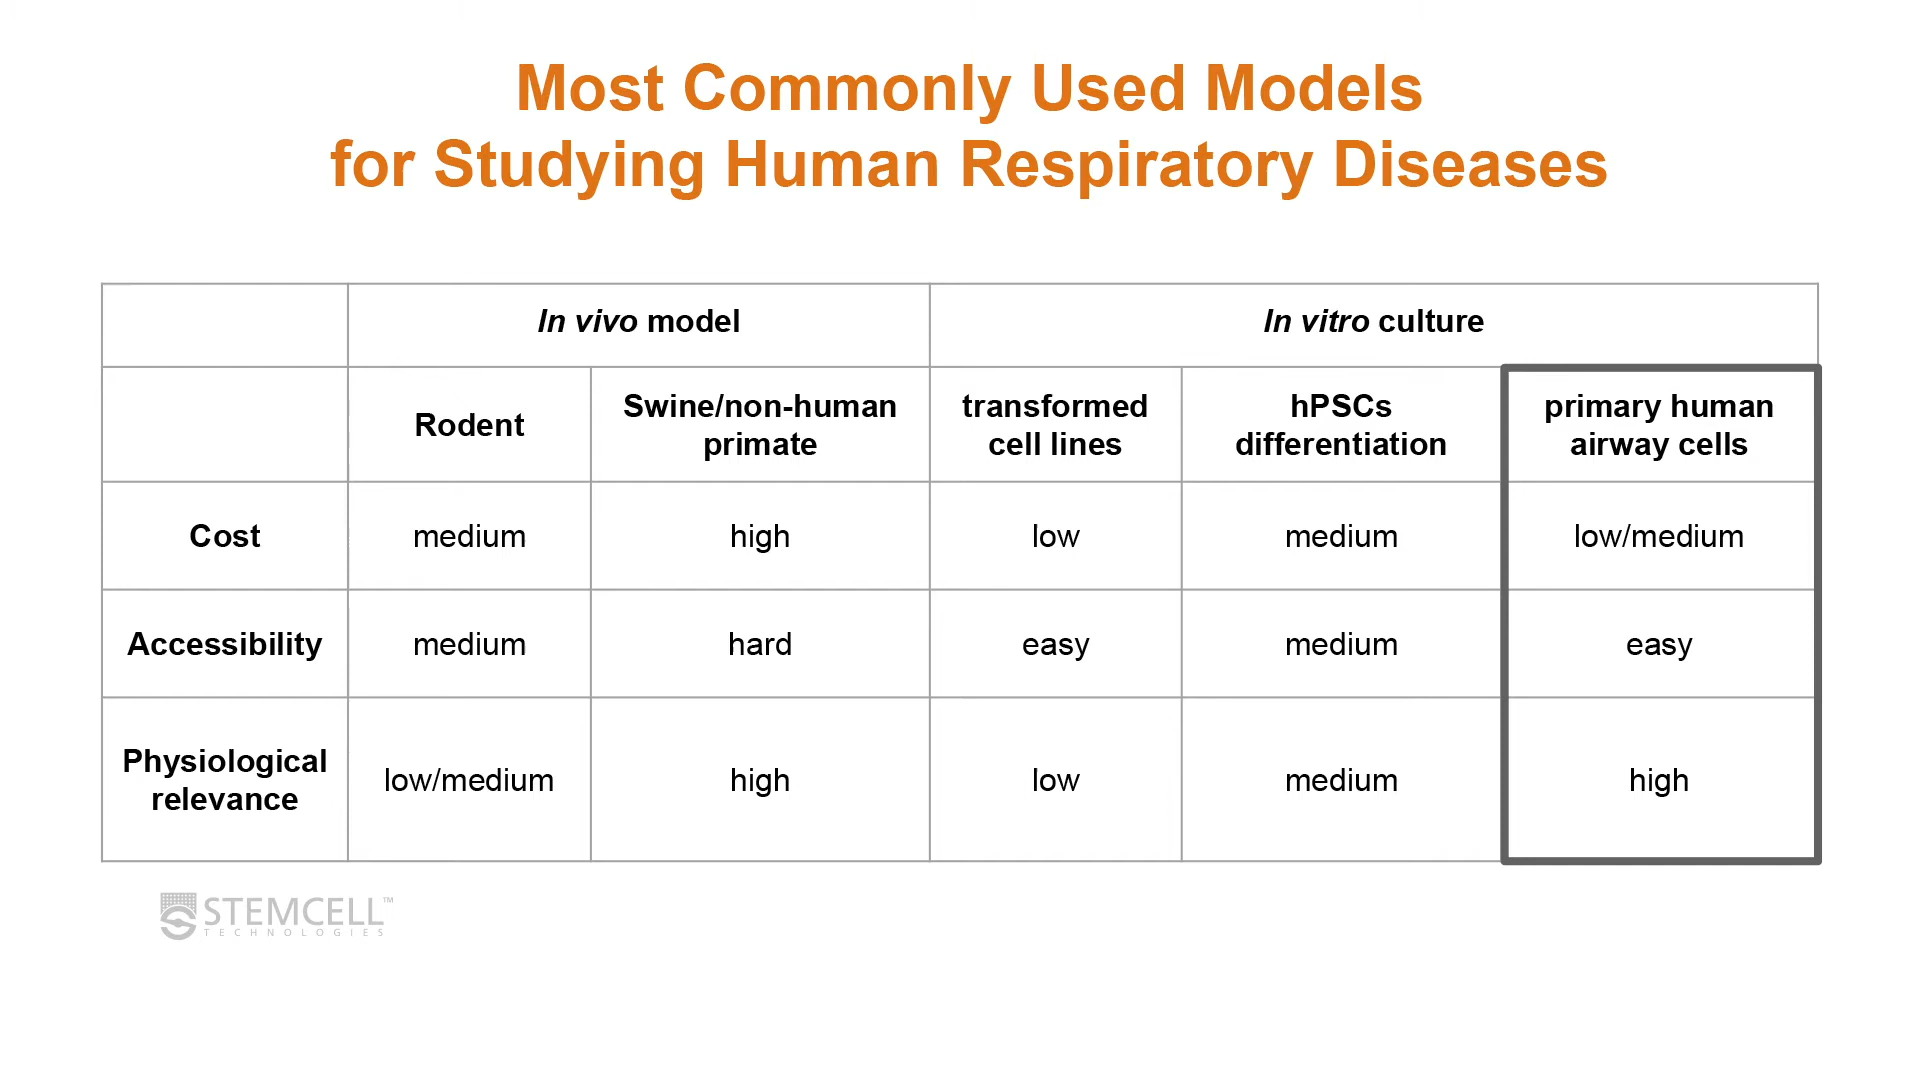 Most Commonly Used Models
for Studying Human Respiratory Diseases
In vivo model
In vitro culture
Rodent
Swine/non-human
primate
transformed
cell lines
hPSCs
differentiation
primary human
airway cells
Cost
medium
high
low
medium
low/medium
Accessibility
medium
hard
easy
medium
easy
Physiological
relevance
low/medium
high
low
medium
high
STEMCELL™
TECHNOLOGIES